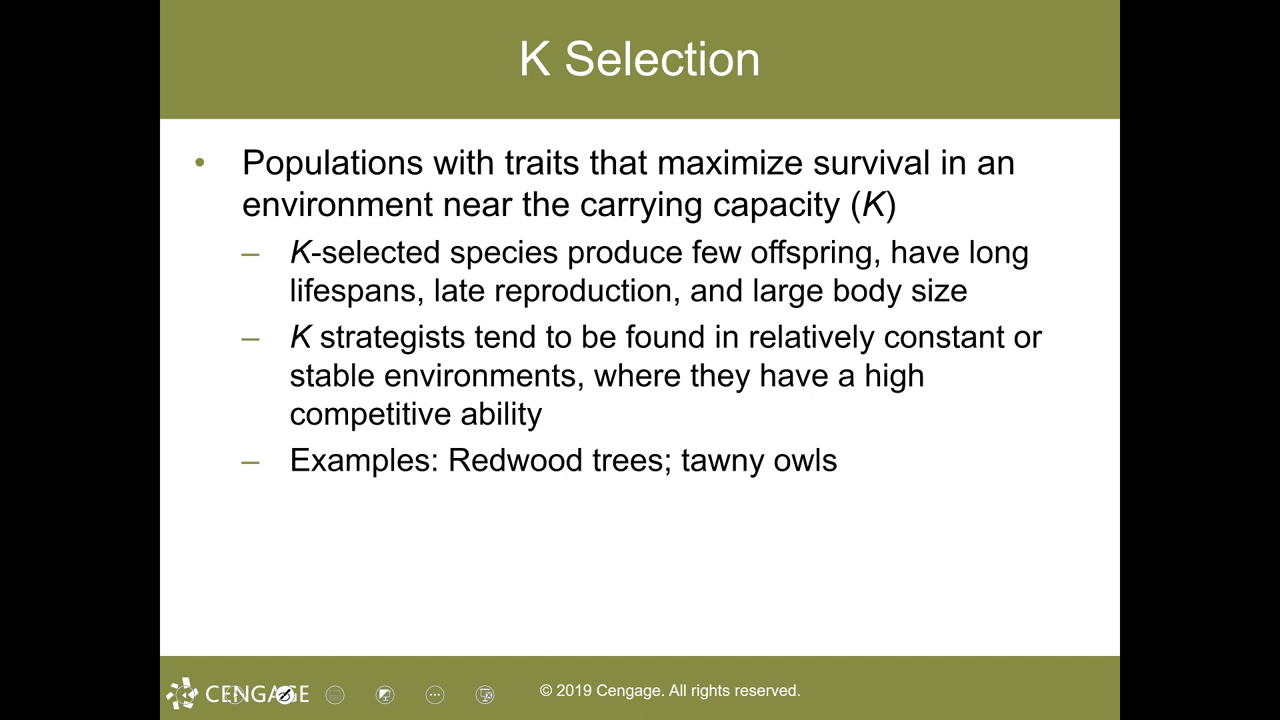 K Selection
• Populations with traits that maximize survival in an
environment near the carrying capacity (K)
– K-selected species produce few offspring, have long
lifespans, late reproduction, and large body size
– K strategists tend to be found in relatively constant or
stable environments, where they have a high
competitive ability
– Examples: Redwood trees; tawny owls
CENGAGE
© 2019 Cengage. All rights reserved.